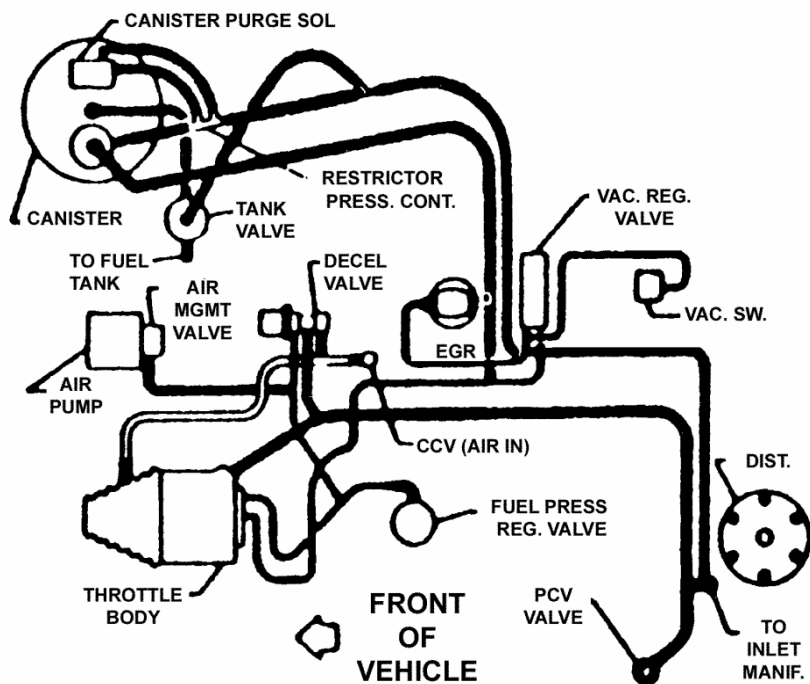 CANISTER PURGE SOL
RESTRICTOR
PRESS. CONT.
VAC. REG.
VALVE
CANISTER
TANK
VALVE
TO FUEL
TANK
DECEL
VALVE
AIR
MGMT
VALVE
VAC. SW.
EGR
AIR
PUMP
CCV (AIR IN)
DIST.
FUEL PRESS
REG. VALVE
THROTTLE
BODY
FRONT
OF
VEHICLE
PCV
VALVE
TO
INLET
MANIF.